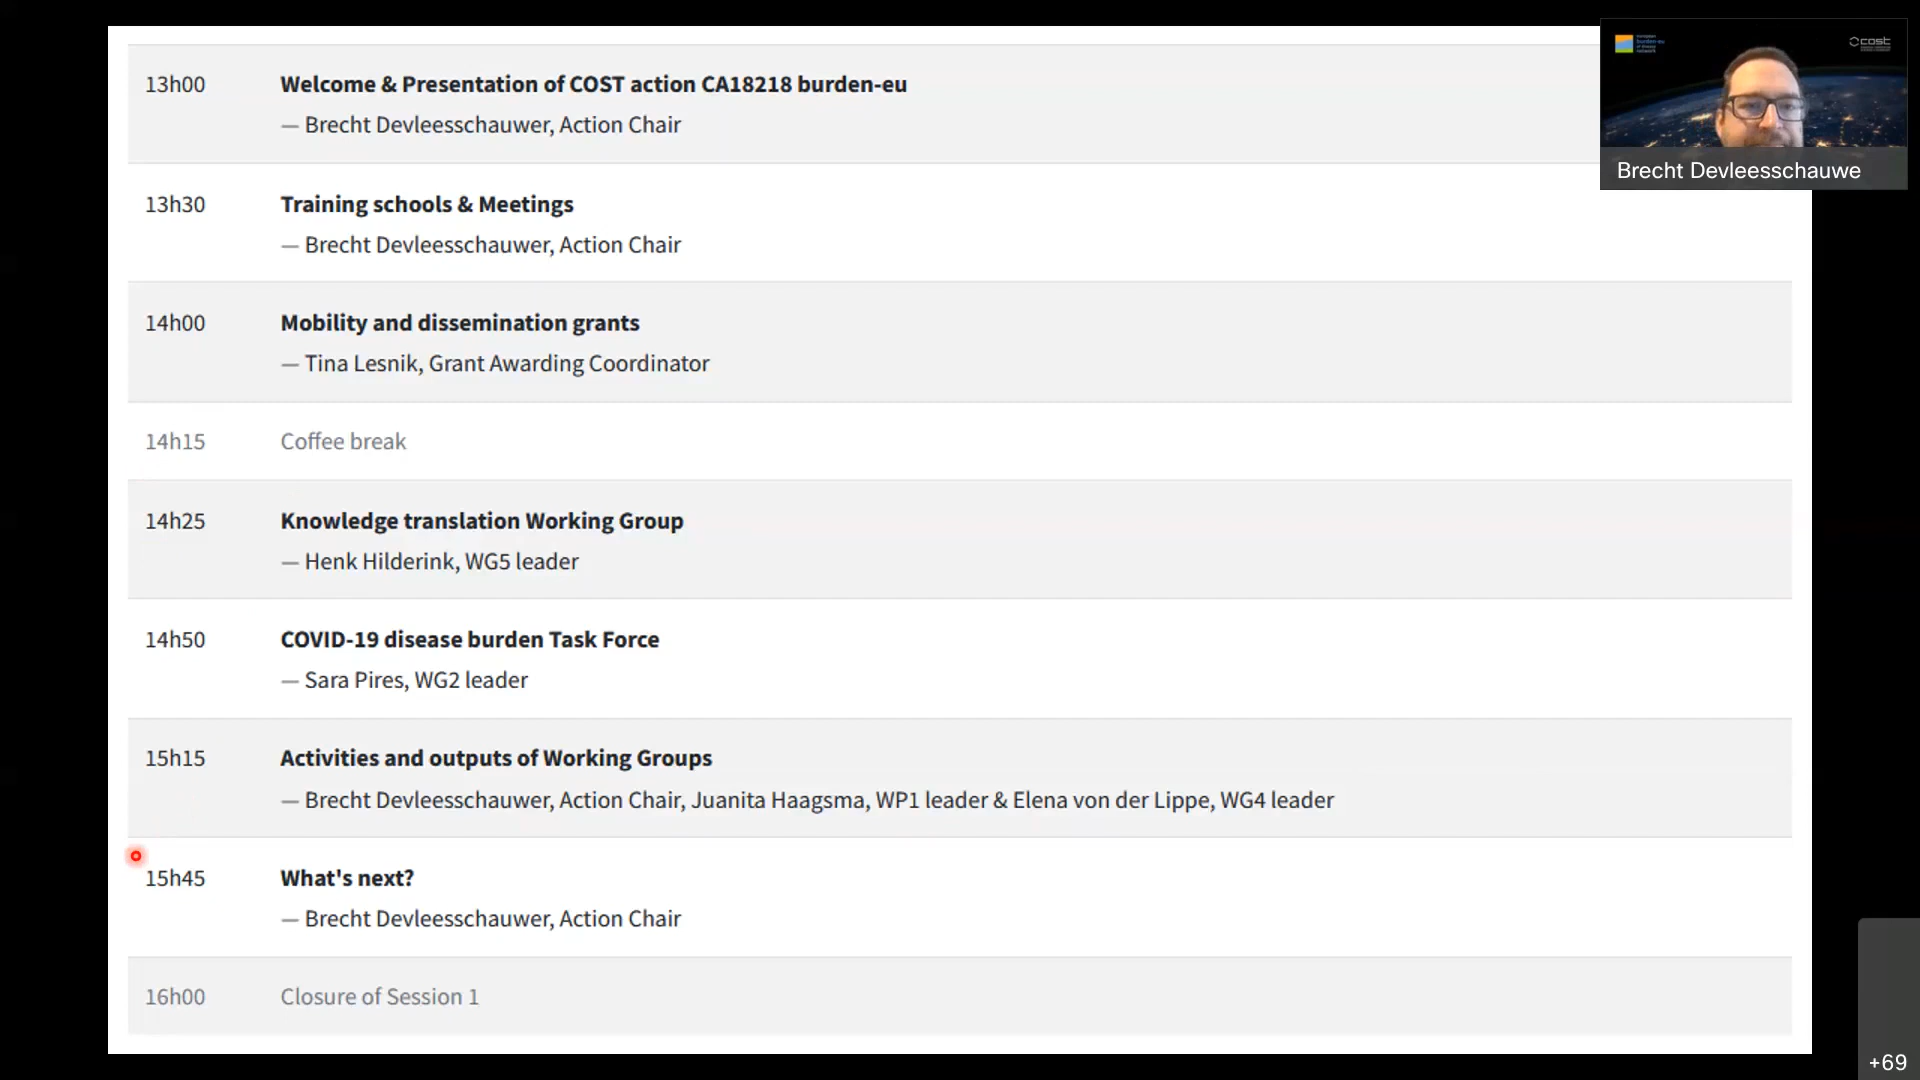 13h00
Welcome & Presentation of COST action CA18218 burden-eu
— Brecht Devleesschauwer, Action Chair
13h30
Training schools & Meetings
— Brecht Devleesschauwer, Action Chair
14h00
Mobility and dissemination grants
— Tina Lesnik, Grant Awarding Coordinator
14h15
Coffee break
14h25
Knowledge translation Working Group
— Henk Hilderink, WG5 leader
14h50
COVID-19 disease burden Task Force
— Sara Pires, WG2 leader
15h15
Activities and outputs of Working Groups
— Brecht Devleesschauwer, Action Chair, Juanita Haagsma, WP1 leader & Elena von der Lippe, WG4 leader
15h45
What's next?
— Brecht Devleesschauwer, Action Chair
16h00
Closure of Session 1
burden-eu
cost
Brecht Devleesschauwe
+69